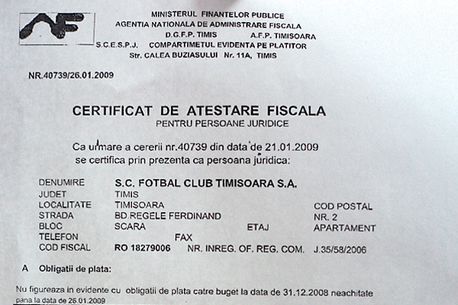 MINISTERUL FINANTELOR PUBLICE
AGENTIA NATIONALA DE ADMINISTRARE FISCALA
D.G.F.P. TIMIS A.F.P. TIMISOARA
S.C.E.S.P.J. COMPARTIMETUL EVIDENTA PE PLATITOR
Str. CALEA BUZIASULUI Nr. 11A, TIMIS
NR.40739/26.01.2009
CERTIFICAT DE ATESTARE FISCALA
PENTRU PERSOANE JURIDICE
Ca urmare a cererii nr.40739 din data de 21.01.2009
se certifica prin prezenta ca persoana juridica:
DENUMIRE S.C. FOTBAL CLUB TIMISOARA S.A.
JUDET TIMIS
LOCALITATE TIMISOARA COD POSTAL
STRADA BD.REGELE FERDINAND NR. 2
BLOC SCARA ETAJ APARTAMENT
TELEFON FAX
COD FISCAL RO 18279006 NR. INREG. OF. REG. COM. J.35/58/2006
A Obligatii de plata:
Nu figureaza in evidente cu obligatii de plata catre buget la data de 31.12.2008 neachitate
pana la data de 26.01.2009